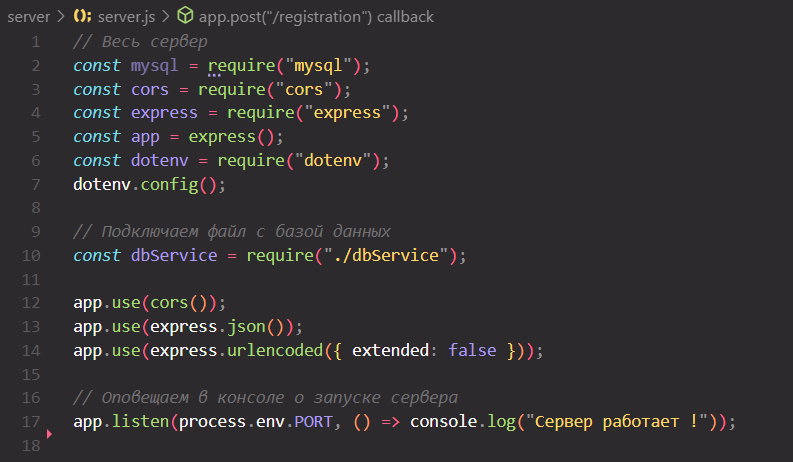 server > server.js > app.post("/registration") callback
1 // Весь сервер
2 const mysql = require("mysql");
3 const cors = require("cors");
4 const express = require("express");
5 const app = express();
6 const dotenv = require("dotenv");
7 dotenv.config();
8
9 // Подключаем файл с базой данных
10 const dbService = require("./dbService");
11
12 app.use(cors());
13 app.use(express.json());
14 app.use(express.urlencoded({ extended: false }));
15
16 // Оповещаем в консоле о запуске сервера
17 app.listen(process.env.PORT, () => console.log("Сервер работает !"));
18